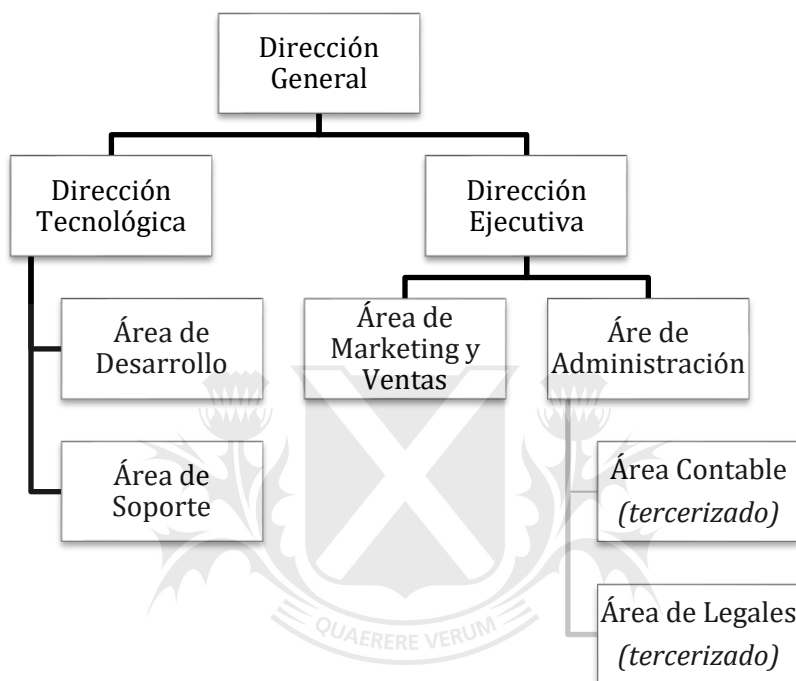 Dirección
General
Dirección
Tecnológica
Dirección
Ejecutiva
Área de
Desarrollo
Área de
Marketing y
Ventas
Áre de
Administración
Área de
Soporte
Área Contable
(tercerizado)
Área de Legales
(tercerizado)
QUAERERE VERUM